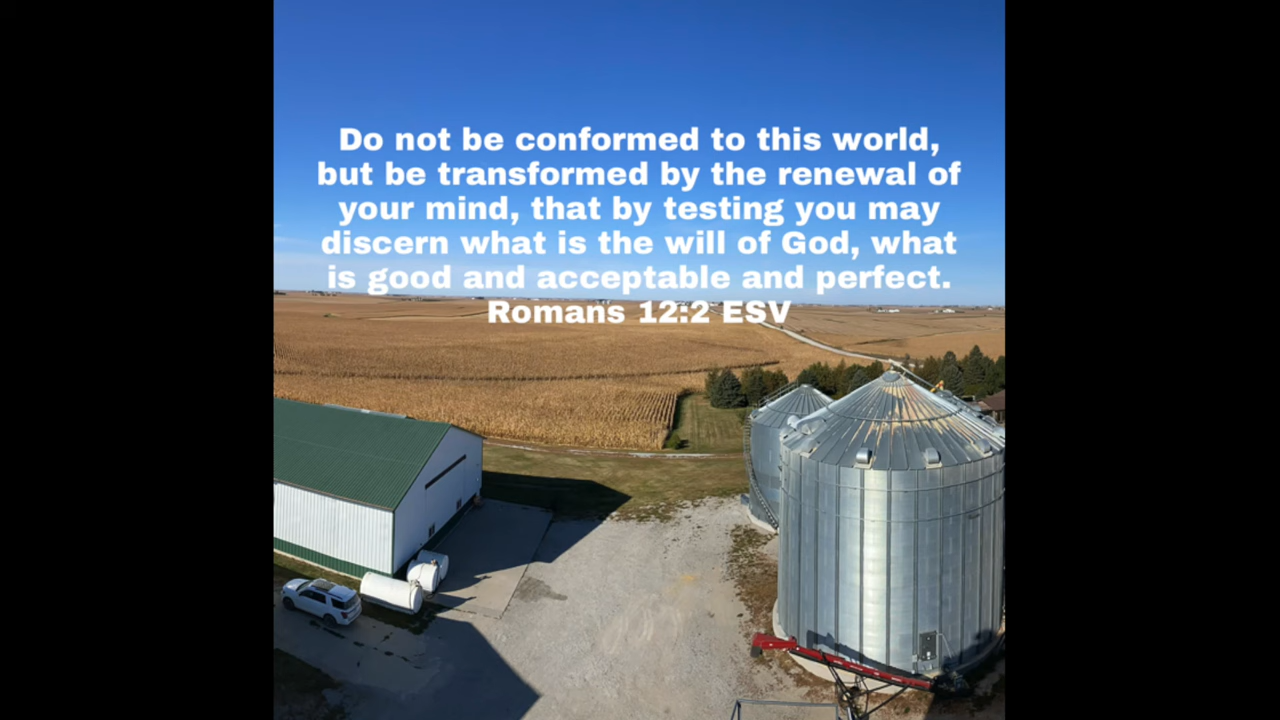 Do not be conformed to this world,
but be transformed by the renewal of
your mind, that by testing you may
discern what is the will of God, what
is good and acceptable and perfect.
Romans 12:2 ESV